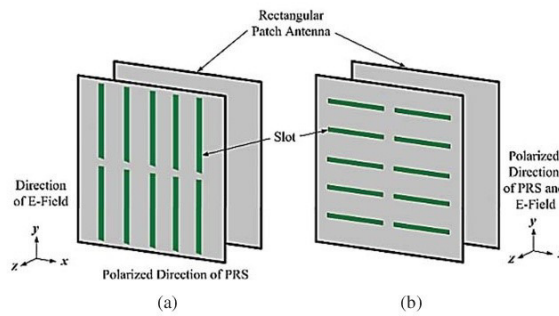 Rectangular
Patch Antenna
Slot
Direction
of E-Field
y
z
x
Polarized Direction of PRS
(a)
Polarized
Direction
of PRS and
E-Field
y
z
x
(b)